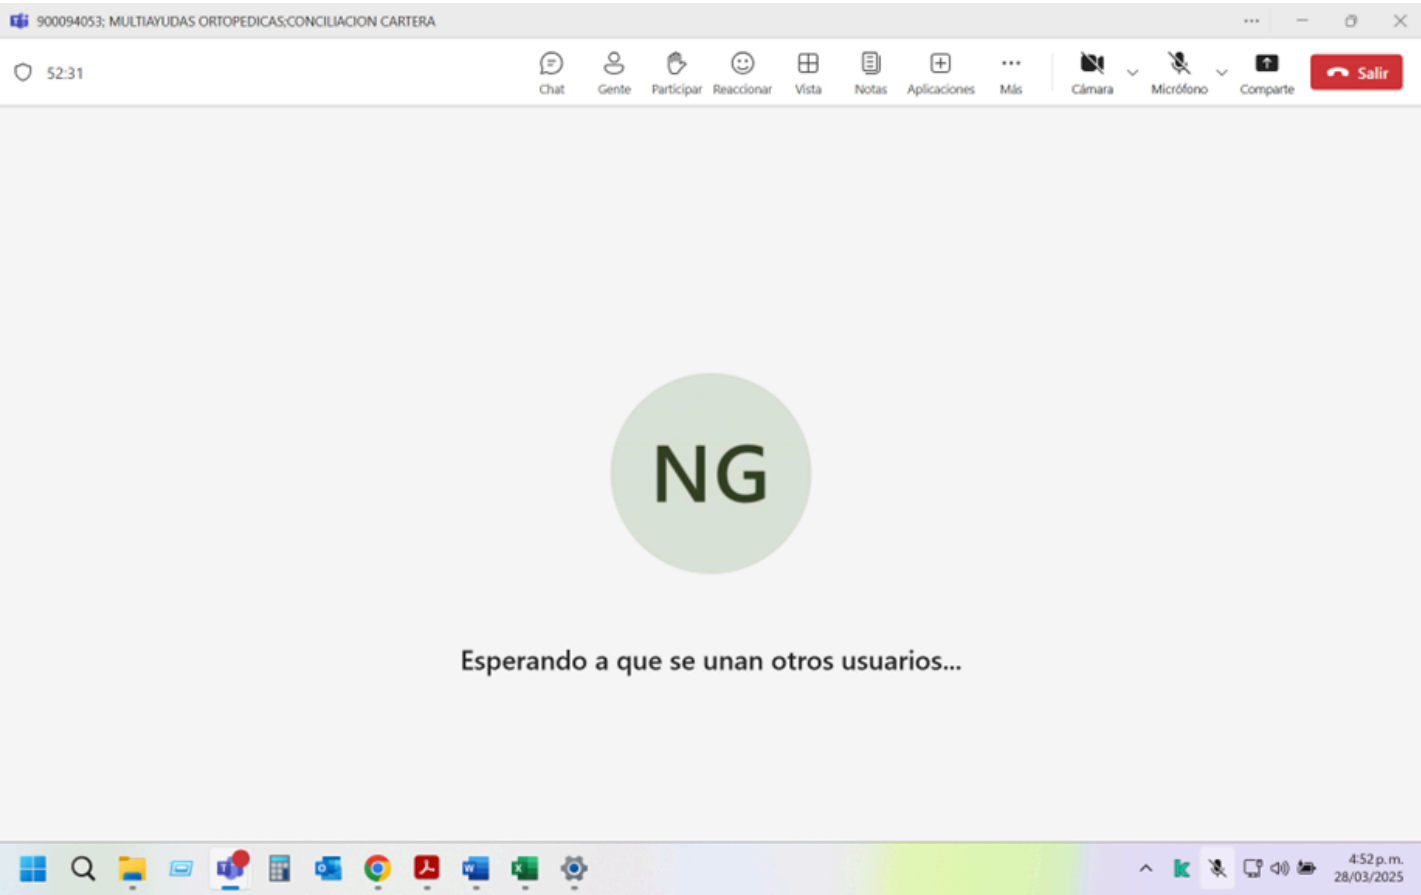 900094053; MULTIAYUDAS ORTOPEDICAS;CONCILIACION CARTERA
52:31
Chat Gente Participar Reaccionar Vista Notas Aplicaciones Más Cámara Micrófono Comparte Salir
NG
Esperando a que se unan otros usuarios...
4:52 p. m.
28/03/2025